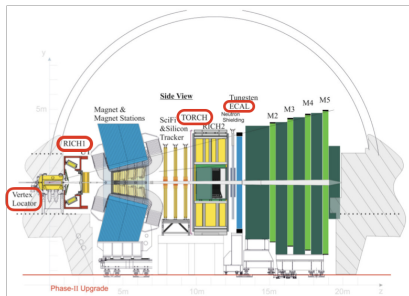 y
Side View
Magnet &
Magnet Stations
SciFi
&Silicon
Tracker
TORCH
RICH2
Tungsten
ECAL
Neutron
Shielding
M2
M3
M4
M5
5m
RICH1
Vertex
Locator
Phase-II Upgrade
5m
10m
15m
20m
z